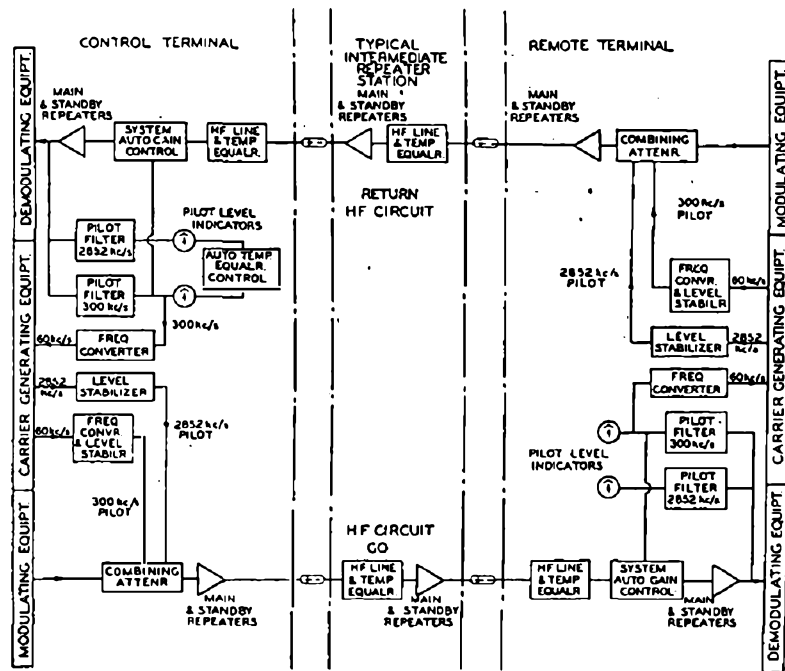 CONTROL TERMINAL
TYPICAL
INTERMEDIATE
REPEATER
STATION
REMOTE TERMINAL
DEMODULATING EQUIPT.
CARRIER GENERATING EQUIPT.
MODULATING EQUIPT.
MAIN
& STANDBY
REPEATERS
SYSTEM
AUTO GAIN
CONTROL
HF LINE
& TEMP
EQUALR.
PILOT
FILTER
2852 kc/s
PILOT LEVEL
INDICATORS
AUTO TEMP.
EQUALR.
CONTROL
PILOT
FILTER
300 kc/s
300 kc/s
60 kc/s
FREQ
CONVERTER
2852
kc/s
LEVEL
STABILIZER
60 kc/s
FREQ
CONVR.
& LEVEL
STABILR
2852 kc/s
PILOT
300 kc/s
PILOT
COMBINING
ATTENR
MAIN
& STANDBY
REPEATERS
MAIN
& STANDBY
REPEATERS
HF LINE
& TEMP
EQUALR.
RETURN
HF CIRCUIT
HF CIRCUIT
GO
HF LINE
& TEMP
EQUALR.
MAIN
& STANDBY
REPEATERS
MAIN
& STANDBY
REPEATERS
COMBINING
ATTENR
300 kc/s
PILOT
2852 kc/s
PILOT
FREQ
CONVR.
& LEVEL
STABILR
60 kc/s
LEVEL
STABILIZER
2852
kc/s
FREQ
CONVERTER
60 kc/s
PILOT LEVEL
INDICATORS
PILOT
FILTER
300 kc/s
PILOT
FILTER
2852 kc/s
HF LINE
& TEMP
EQUALR
SYSTEM
AUTO GAIN
CONTROL
MAIN
& STANDBY
REPEATERS
MODULATING EQUIPT.
CARRIER GENERATING EQUIPT.
DEMODULATING EQUIPT.